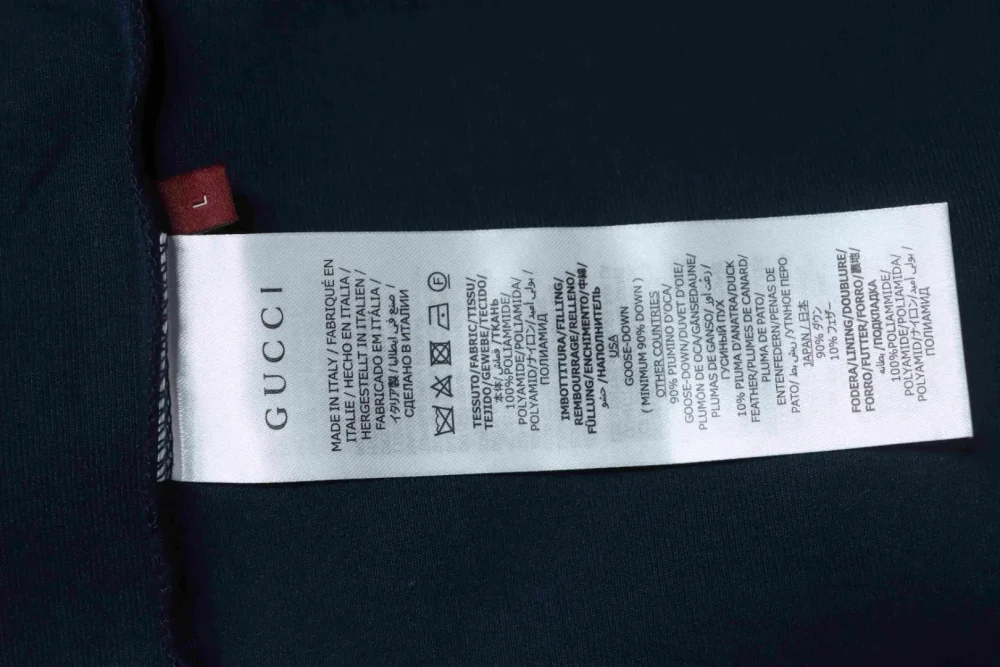 L
GUCCI
MADE IN ITALY / FABRIQUÉ EN
ITALIE / HECHO EN ITALIA /
HERGESTELLT IN ITALIEN /
FABRICADO EM ITÁLIA /
イタリア製 / صنع في ايطاليا /
СДЕЛАНО В ИТАЛИИ
F
TESSUTO/FABRIC/TISSU/
TEJIDO/GEWEBE/TECIDO/
本体/ قماش /ТКАНЬ
100%POLIAMMIDE/
POLYAMIDE/POLIAMIDA/
POLYAMID/ナイロン/بولى أميد/
ПОЛИАМИД
IMBOTTITURA/FILLING/
REMBOURRAGE/RELLENO/
FÜLLUNG/ENCHIMENTO/中綿/
حشو /НАПОЛНИТЕЛЬ
USA
GOOSE-DOWN
( MINIMUM 90% DOWN )
OTHER COUNTRIES
90% PIUMINO D'OCA/
GOOSE-DOWN/DUVET D'OIE/
PLUMÓN DE OCA/GÄNSEDAUNE/
PLUMAS DE GANSO/ زغب أوز /
ГУСИНЫЙ ПУХ
10% PIUMA D'ANATRA/DUCK
FEATHER/PLUMES DE CANARD/
PLUMA DE PATO/
ENTENFEDERN/PENAS DE
PATO/ ريش بط /УТИНОЕ ПЕРО
JAPAN / 日本
90% ダウン
10% フェザー
FODERA/LINING/DOUBLURE/
FORRO/FUTTER/FORRO/裏地/
بطانة /ПОДКЛАДКА
100%POLIAMMIDE/
POLYAMIDE/POLIAMIDA/
POLYAMID/ナイロン/بولى أميد/
ПОЛИАМИД